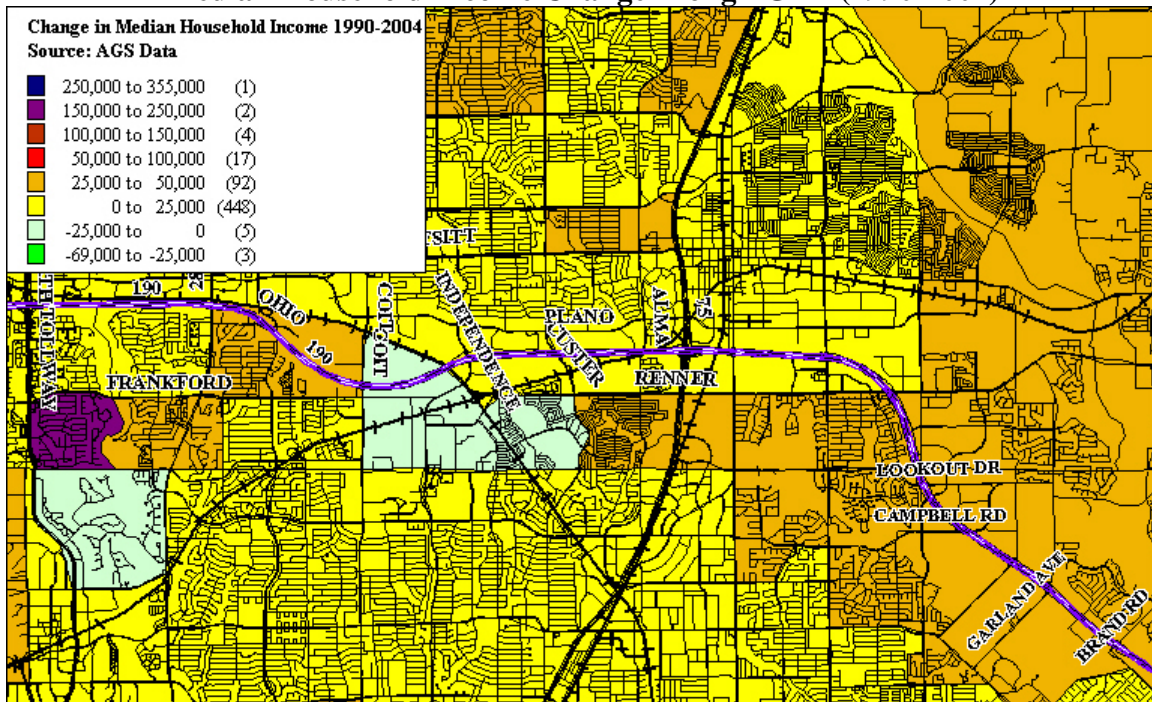 Change in Median Household Income 1990-2004
Source: AGS Data
250,000 to 355,000 (1)
150,000 to 250,000 (2)
100,000 to 150,000 (4)
50,000 to 100,000 (17)
25,000 to 50,000 (92)
0 to 25,000 (448)
-25,000 to 0 (5)
-69,000 to -25,000 (3)
190
OHIO
190
COIT
COIT
INDEPENDENCE
PLANO
CUSTER
ALMA
75
RENNER
FRANKFORD
TH TOLLWAY
LOOKOUT DR
CAMPBELL RD
GARLAND AVE
BRAND RD